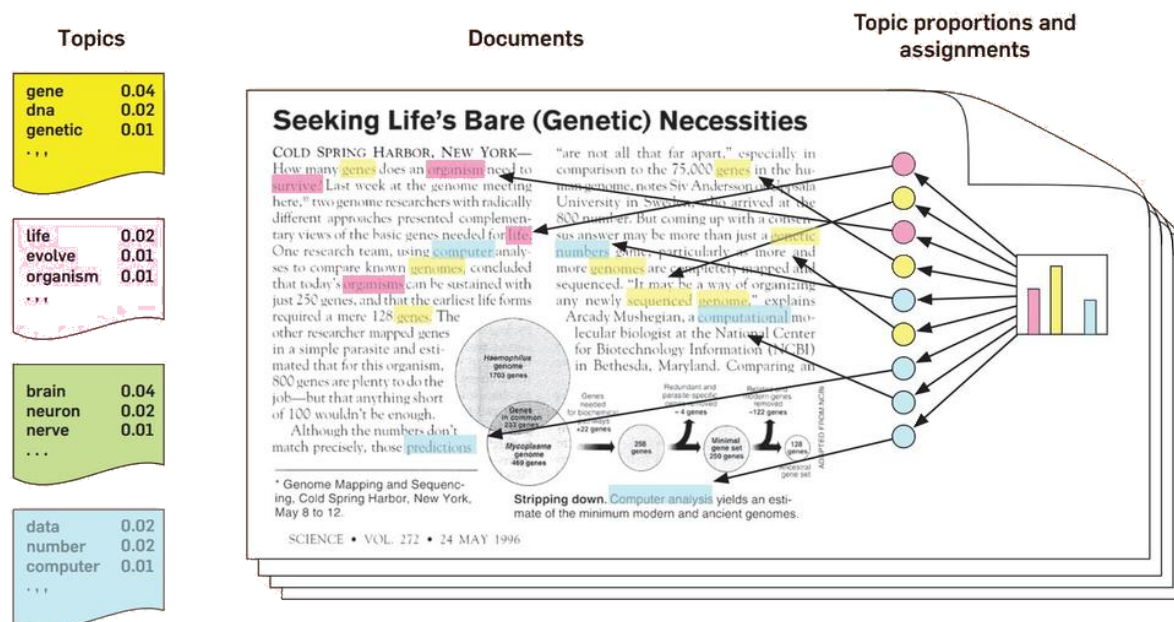 Topics
gene 0.04
dna 0.02
genetic 0.01
. , ,
life 0.02
evolve 0.01
organism 0.01
. , ,
brain 0.04
neuron 0.02
nerve 0.01
...
data 0.02
number 0.02
computer 0.01
. , ,
Documents
Seeking Life's Bare (Genetic) Necessities
COLD SPRING HARBOR, NEW YORK—
How many genes does an organism need to
survive? Last week at the genome meeting
here,* two genome researchers with radically
different approaches presented complemen-
tary views of the basic genes needed for life.
One research team, using computer analy-
ses to compare known genomes, concluded
that today's organisms can be sustained with
just 250 genes, and that the earliest life forms
required a mere 128 genes. The
other researcher mapped genes
in a simple parasite and esti-
mated that for this organism,
800 genes are plenty to do the
job—but that anything short
of 100 wouldn't be enough.
Although the numbers don't
match precisely, those predictions
* Genome Mapping and Sequenc-
ing, Cold Spring Harbor, New York,
May 8 to 12.
"are not all that far apart," especially in
comparison to the 75,000 genes in the hu-
man genome, notes Siv Andersson of Uppsala
University in Sweden, who arrived at the
800 number. But coming up with a consen-
sus answer may be more than just a genetic
numbers game, particularly as more and
more genomes are completely mapped and
sequenced. "It may be a way of organizing
any newly sequenced genome," explains
Arcady Mushegian, a computational mo-
lecular biologist at the National Center
for Biotechnology Information (NCBI)
in Bethesda, Maryland. Comparing an
Haemophilus
genome
1703 genes
Genes
in common
233 genes
Mycoplasma
genome
469 genes
Genes
needed
for biochemical
+22 genes
256
genes
Redundant and
parasite-specific
removed
– 4 genes
Minimal
gene set
250 genes
modern genes
removed
–122 genes
128
genes
Ancestral
gene set
ADAPTED FROM NCBI
Stripping down. Computer analysis yields an esti-
mate of the minimum modern and ancient genomes.
SCIENCE • VOL. 272 • 24 MAY 1996
Topic proportions and
assignments